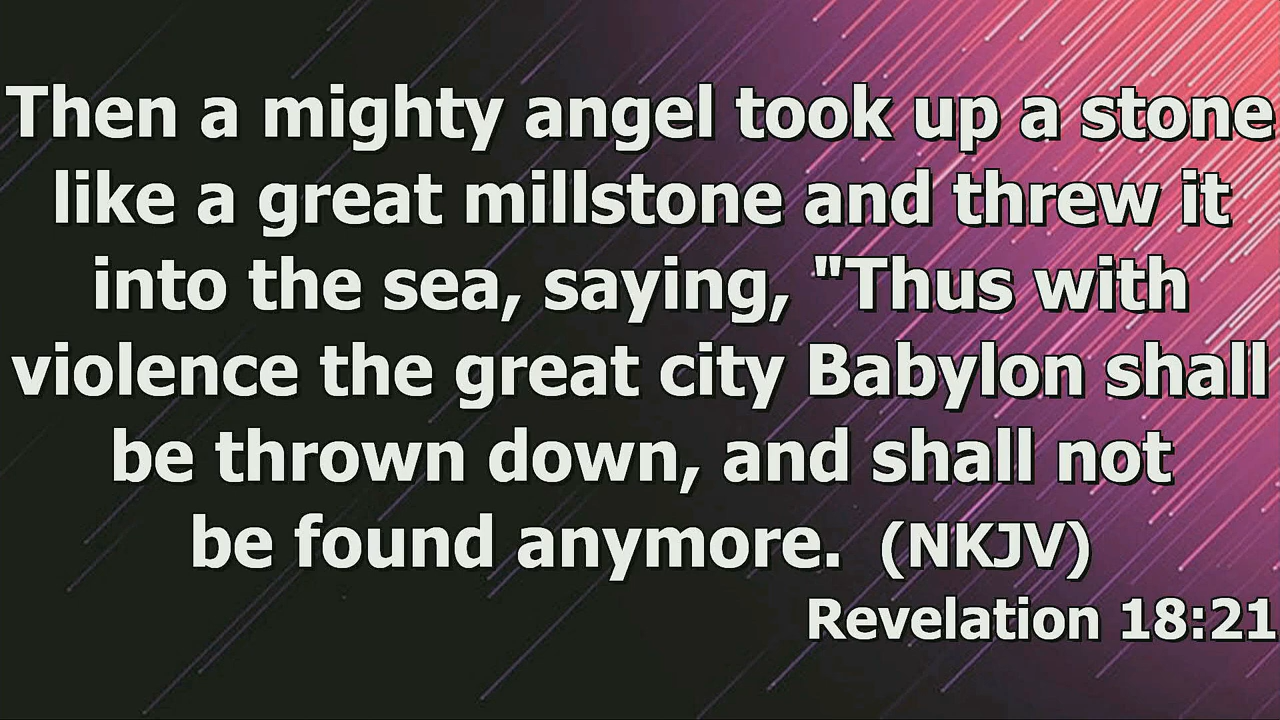 Then a mighty angel took up a stone
like a great millstone and threw it
into the sea, saying, "Thus with
violence the great city Babylon shall
be thrown down, and shall not
be found anymore. (NKJV)
Revelation 18:21